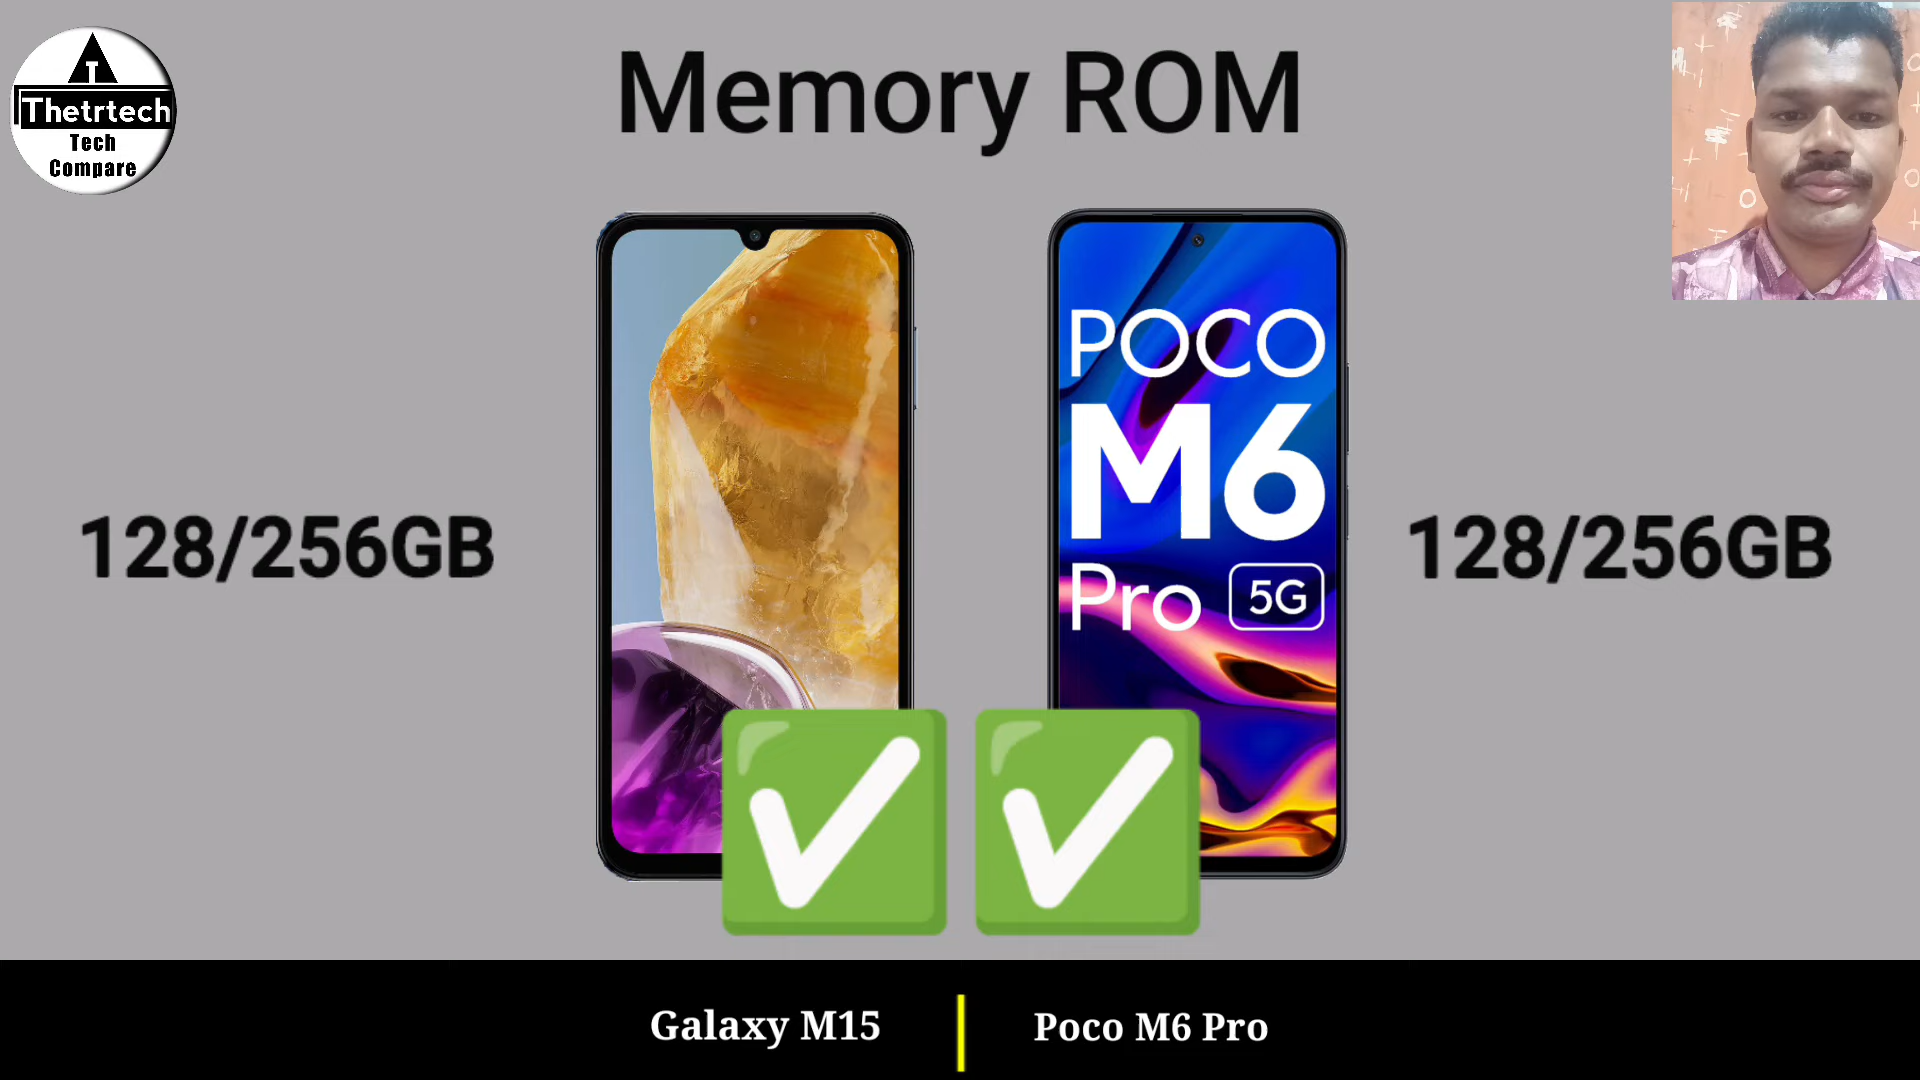 T
Thetrtech
Tech
Compare
Memory ROM
128/256GB
POCO
M6
Pro 5G
128/256GB
Galaxy M15
Poco M6 Pro